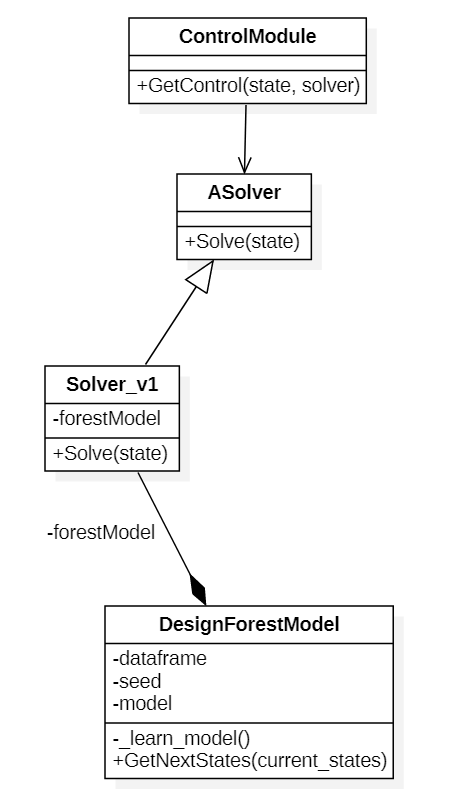 ControlModule
+GetControl(state, solver)
ASolver
+Solve(state)
Solver_v1
-forestModel
+Solve(state)
-forestModel
DesignForestModel
-dataframe
-seed
-model
-_learn_model()
+GetNextStates(current_states)